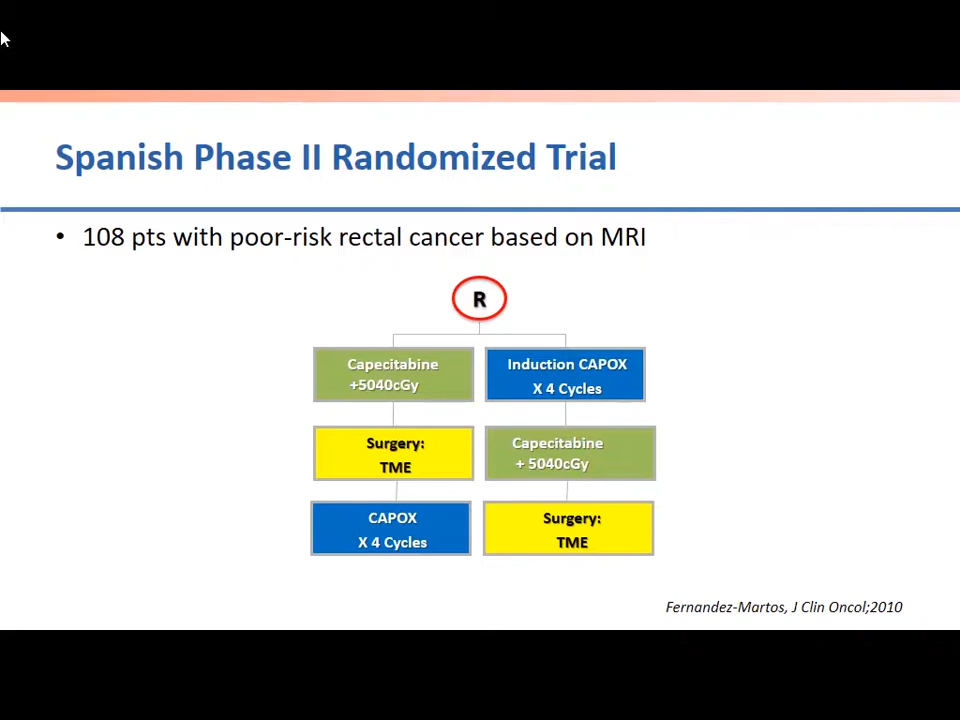 Spanish Phase II Randomized Trial
• 108 pts with poor-risk rectal cancer based on MRI
R
Capecitabine
+5040cGy
Surgery:
TME
CAPOX
X 4 Cycles
Induction CAPOX
X 4 Cycles
Capecitabine
+ 5040cGy
Surgery:
TME
Fernandez-Martos, J Clin Oncol;2010